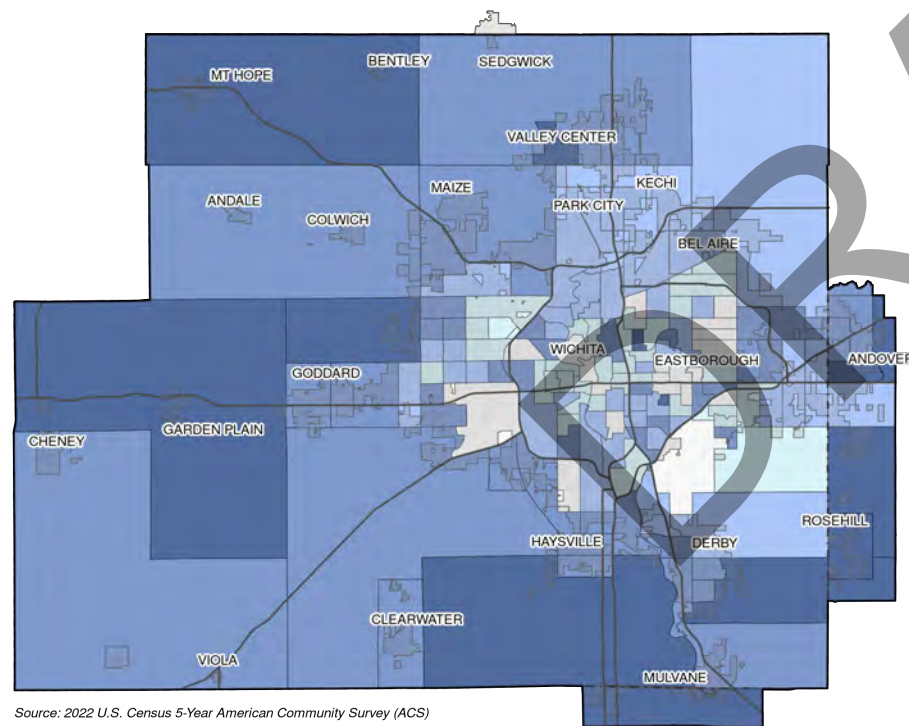 BENTLEY
SEDGWICK
MT HOPE
VALLEY CENTER
KECHI
MAIZE
ANDALE
PARK CITY
COLWICH
BEL AIRE
WICHITA
EASTBOROUGH
ANDOVER
GODDARD
GARDEN PLAIN
CHENEY
ROSEHILL
HAYSVILLE
DERBY
CLEARWATER
VIOLA
MULVANE
Source: 2022 U.S. Census 5-Year American Community Survey (ACS)